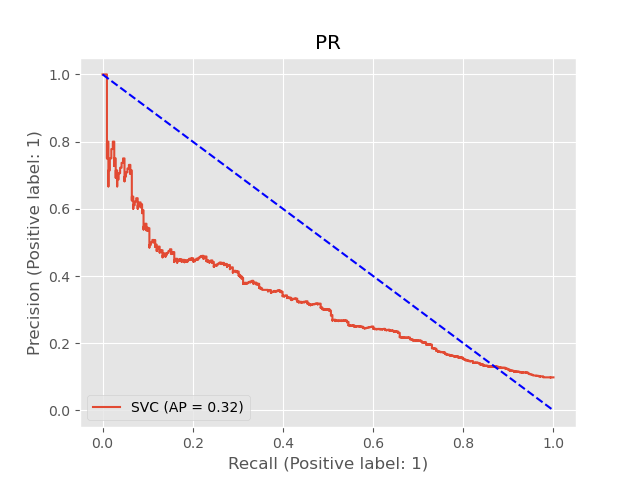 PR
1.0
0.8
0.6
0.4
0.2
0.0
Precision (Positive label: 1)
SVC (AP = 0.32)
0.0 0.2 0.4 0.6 0.8 1.0
Recall (Positive label: 1)